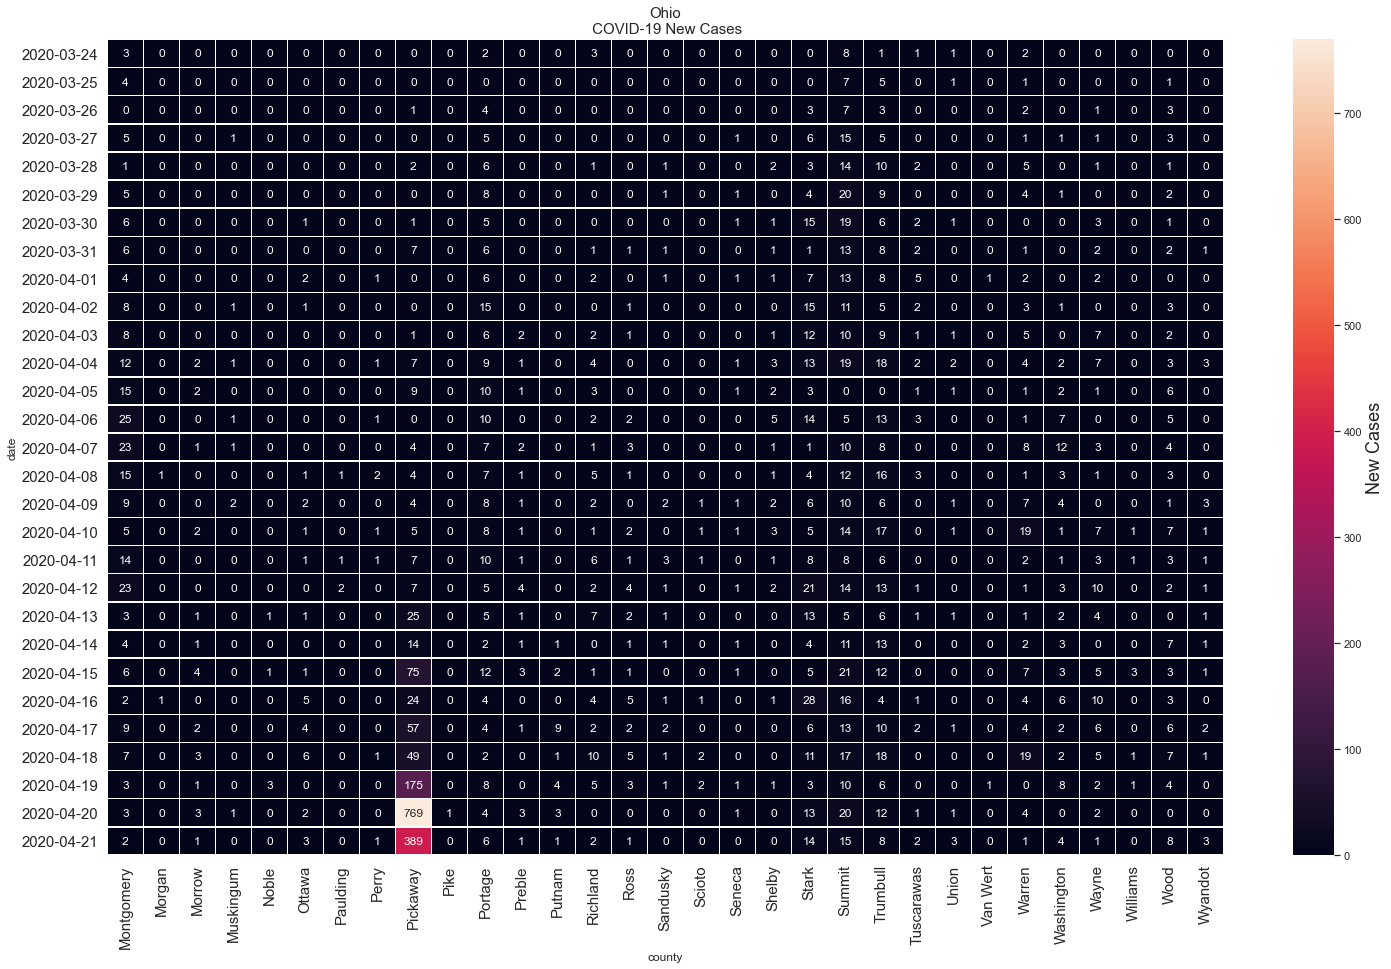 Ohio
COVID-19 New Cases
2020-03-24 3 0 0 0 0 0 0 0 0 0 2 0 0 3 0 0 0 0 0 0 8 1 1 1 0 2 0 0 0 0 0
2020-03-25 4 0 0 0 0 0 0 0 0 0 0 0 0 0 0 0 0 0 0 0 7 5 0 1 0 1 0 0 0 1 0
2020-03-26 0 0 0 0 0 0 0 0 1 0 4 0 0 0 0 0 0 0 0 3 7 3 0 0 0 2 0 1 0 3 0
2020-03-27 5 0 0 1 0 0 0 0 0 0 5 0 0 0 0 0 0 1 0 6 15 5 0 0 0 1 1 1 0 3 0
2020-03-28 1 0 0 0 0 0 0 0 2 0 6 0 0 1 0 1 0 0 2 3 14 10 2 0 0 5 0 1 0 1 0
2020-03-29 5 0 0 0 0 0 0 0 0 0 8 0 0 0 0 1 0 1 0 4 20 9 0 0 0 4 1 0 0 2 0
2020-03-30 6 0 0 0 0 1 0 0 1 0 5 0 0 0 0 0 0 1 1 15 19 6 2 1 0 0 0 3 0 1 0
2020-03-31 6 0 0 0 0 0 0 0 7 0 6 0 0 1 1 1 0 0 1 1 13 8 2 0 0 1 0 2 0 2 1
2020-04-01 4 0 0 0 0 2 0 1 0 0 6 0 0 2 0 1 0 1 1 7 13 8 5 0 1 2 0 2 0 0 0
2020-04-02 8 0 0 1 0 1 0 0 0 0 15 0 0 0 1 0 0 0 0 15 11 5 2 0 0 3 1 0 0 3 0
2020-04-03 8 0 0 0 0 0 0 0 1 0 6 2 0 2 1 0 0 0 1 12 10 9 1 1 0 5 0 7 0 2 0
2020-04-04 12 0 2 1 0 0 0 1 7 0 9 1 0 4 0 0 0 1 3 13 19 18 2 2 0 4 2 7 0 3 3
2020-04-05 15 0 2 0 0 0 0 0 9 0 10 1 0 3 0 0 0 1 2 3 0 0 1 1 0 1 2 1 0 6 0
2020-04-06 25 0 0 1 0 0 0 1 0 0 10 0 0 2 2 0 0 0 5 14 5 13 3 0 0 1 7 0 0 5 0
2020-04-07 23 0 1 1 0 0 0 0 4 0 7 2 0 1 3 0 0 0 1 1 10 8 0 0 0 8 12 3 0 4 0
2020-04-08 15 1 0 0 0 1 1 2 4 0 7 1 0 5 1 0 0 0 1 4 12 16 3 0 0 1 3 1 0 3 0
2020-04-09 9 0 0 2 0 2 0 0 4 0 8 1 0 2 0 2 1 1 2 6 10 6 0 1 0 7 4 0 0 1 3
2020-04-10 5 0 2 0 0 1 0 1 5 0 8 1 0 1 2 0 1 1 3 5 14 17 0 1 0 19 1 7 1 7 1
2020-04-11 14 0 0 0 0 1 1 1 7 0 10 1 0 6 1 3 1 0 1 8 8 6 0 0 0 2 1 3 1 3 1
2020-04-12 23 0 0 0 0 0 2 0 7 0 5 4 0 2 4 1 0 1 2 21 14 13 1 0 0 1 3 10 0 2 1
2020-04-13 3 0 1 0 1 1 0 0 25 0 5 1 0 7 2 1 0 0 0 13 5 6 1 1 0 1 2 4 0 0 1
2020-04-14 4 0 1 0 0 0 0 0 14 0 2 1 1 0 1 1 0 1 0 4 11 13 0 0 0 2 3 0 0 7 1
2020-04-15 6 0 4 0 1 1 0 0 75 0 12 3 2 1 1 0 0 1 0 5 21 12 0 0 0 7 3 5 3 3 1
2020-04-16 2 1 0 0 0 5 0 0 24 0 4 0 0 4 5 1 1 0 1 28 16 4 1 0 0 4 6 10 0 3 0
2020-04-17 9 0 2 0 0 4 0 0 57 0 4 1 9 2 2 2 0 0 0 6 13 10 2 1 0 4 2 6 0 6 2
2020-04-18 7 0 3 0 0 6 0 1 49 0 2 0 1 10 5 1 2 0 0 11 17 18 0 0 0 19 2 5 1 7 1
2020-04-19 3 0 1 0 3 0 0 0 175 0 8 0 4 5 3 1 2 1 1 3 10 6 0 0 1 0 8 2 1 4 0
2020-04-20 3 0 3 1 0 2 0 0 769 1 4 3 3 0 0 0 0 1 0 13 20 12 1 1 0 4 0 2 0 0 0
2020-04-21 2 0 1 0 0 3 0 1 389 0 6 1 1 2 1 0 0 0 0 14 15 8 2 3 0 1 4 1 0 8 3
date
Montgomery Morgan Morrow Muskingum Noble Ottawa Paulding Perry Pickaway Pike Portage Preble Putnam Richland Ross Sandusky Scioto Seneca Shelby Stark Summit Trumbull Tuscarawas Union Van Wert Warren Washington Wayne Williams Wood Wyandot
county
700
600
500
400
300
200
100
0
New Cases